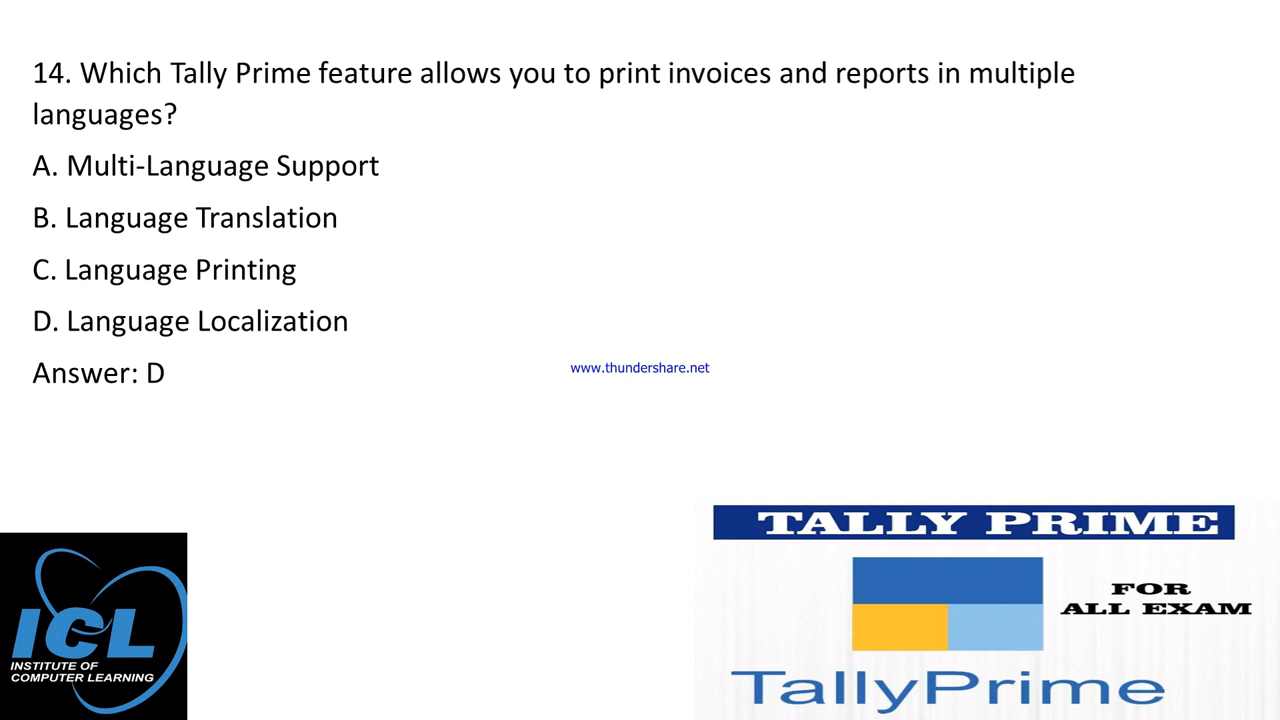 14. Which Tally Prime feature allows you to print invoices and reports in multiple
languages?
A. Multi-Language Support
B. Language Translation
C. Language Printing
D. Language Localization
Answer: D
www.thundershare.net
TALLY PRIME
FOR
ALL EXAM
ICL
INSTITUTE OF
COMPUTER LEARNING
TallyPrime